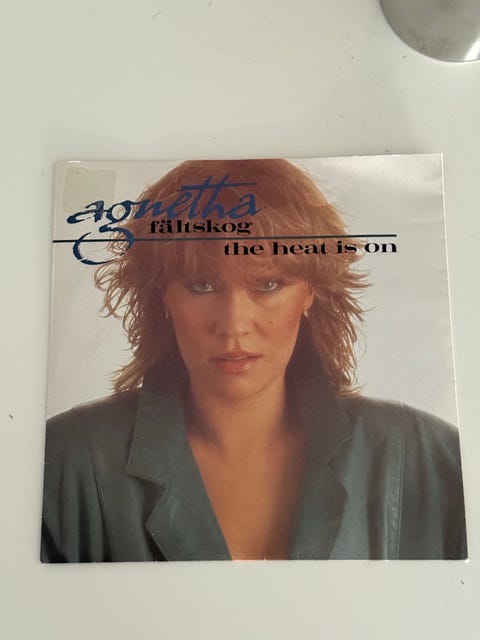 agnetha
fältskog
the heat is on